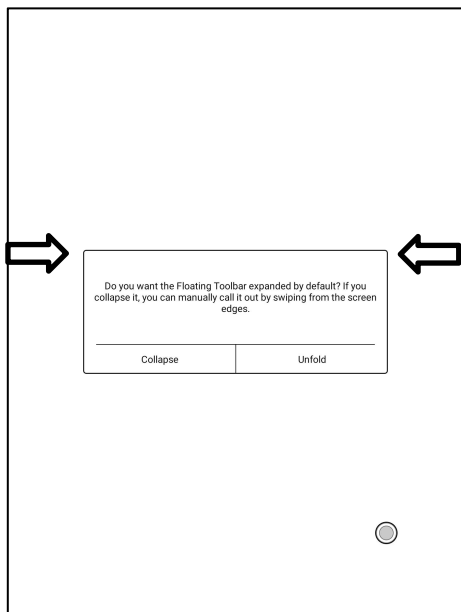 Do you want the Floating Toolbar expanded by default? If you
collapse it, you can manually call it out by swiping from the screen
edges.
Collapse
Unfold